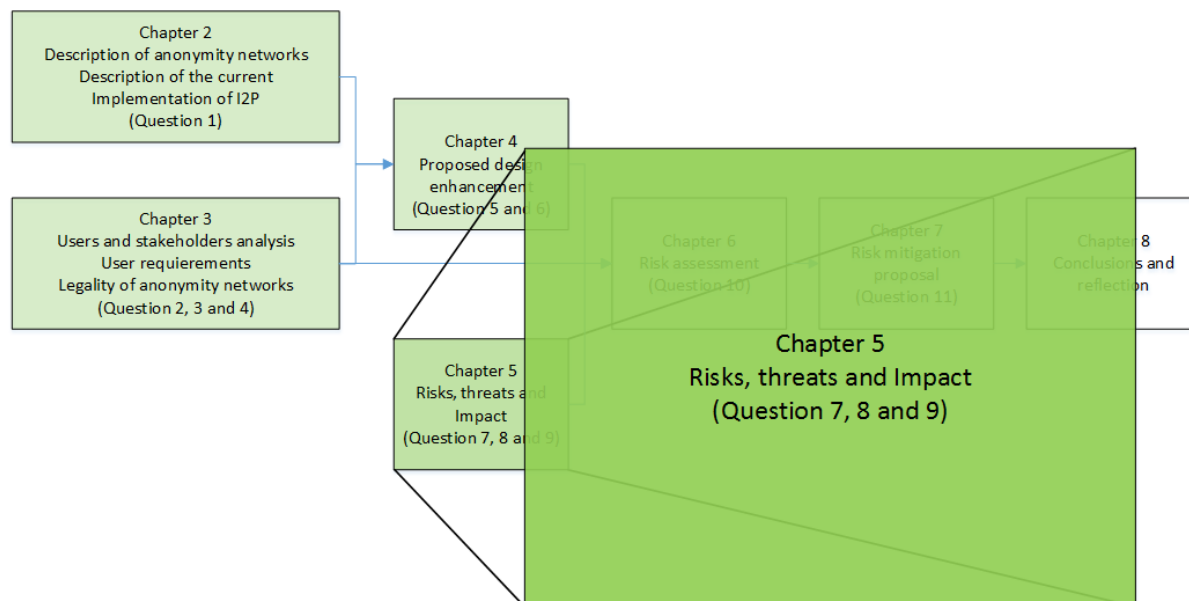 Chapter 2
Description of anonymity networks
Description of the current
Implementation of I2P
(Question 1)
Chapter 3
Users and stakeholders analysis
User requierements
Legality of anonymity networks
(Question 2, 3 and 4)
Chapter 4
Proposed design
enhancement
(Question 5 and 6)
Chapter 5
Risks, threats and
Impact
(Question 7, 8 and 9)
Chapter 6
Risk assessment
(Question 10)
Chapter 7
Risk mitigation
proposal
(Question 11)
Chapter 8
Conclusions and
reflection
Chapter 5
Risks, threats and Impact
(Question 7, 8 and 9)